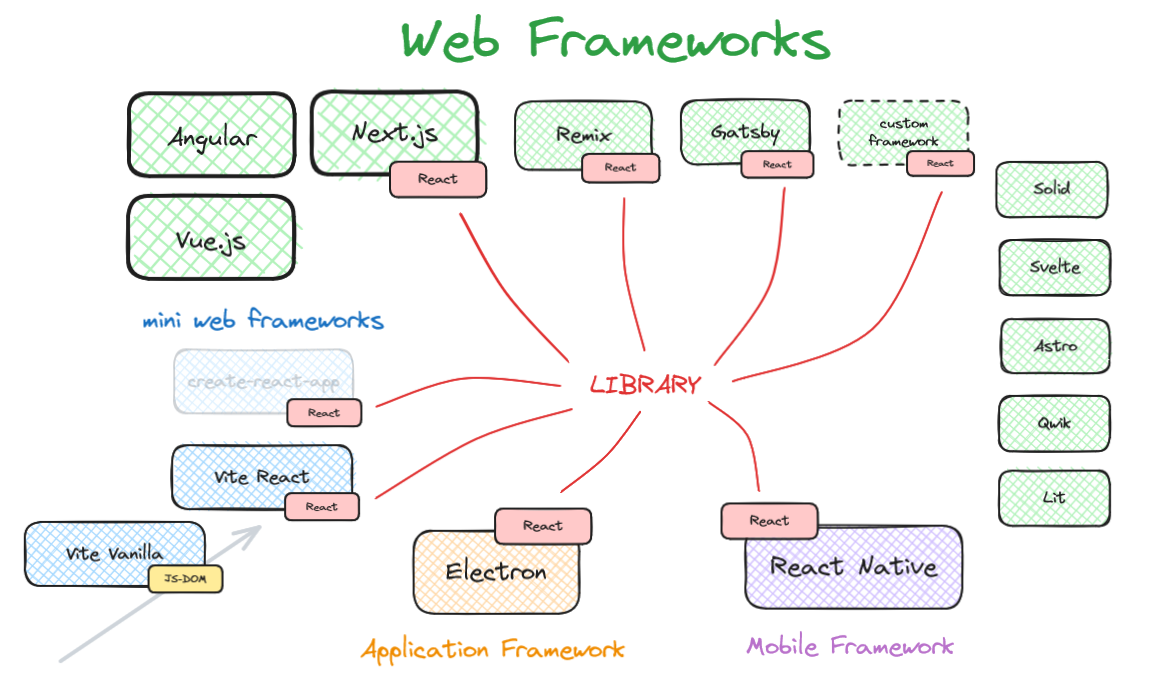 Web Frameworks
Angular
Next.js
React
Remix
React
Gatsby
React
custom
framework
React
Vue.js
Solid
Svelte
Astro
Qwik
Lit
mini web frameworks
create-react-app
React
LIBRARY
Vite React
React
Vite Vanilla
JS-DOM
React
Electron
Application Framework
React
React Native
Mobile Framework